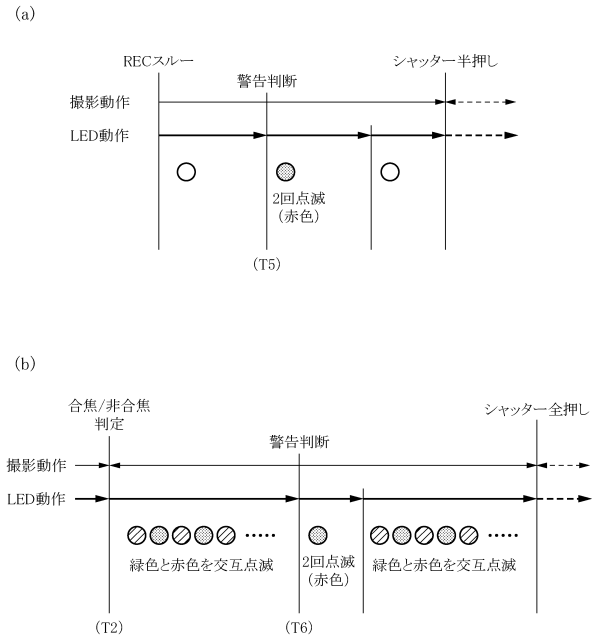 (a)
RECスルー
シャッター半押し
警告判断
撮影動作
LED動作
2回点滅
(赤色)
(T5)
(b)
合焦/非合焦
判定
シャッター全押し
警告判断
撮影動作
LED動作
緑色と赤色を交互点滅
2回点滅
(赤色)
緑色と赤色を交互点滅
(T2)
(T6)